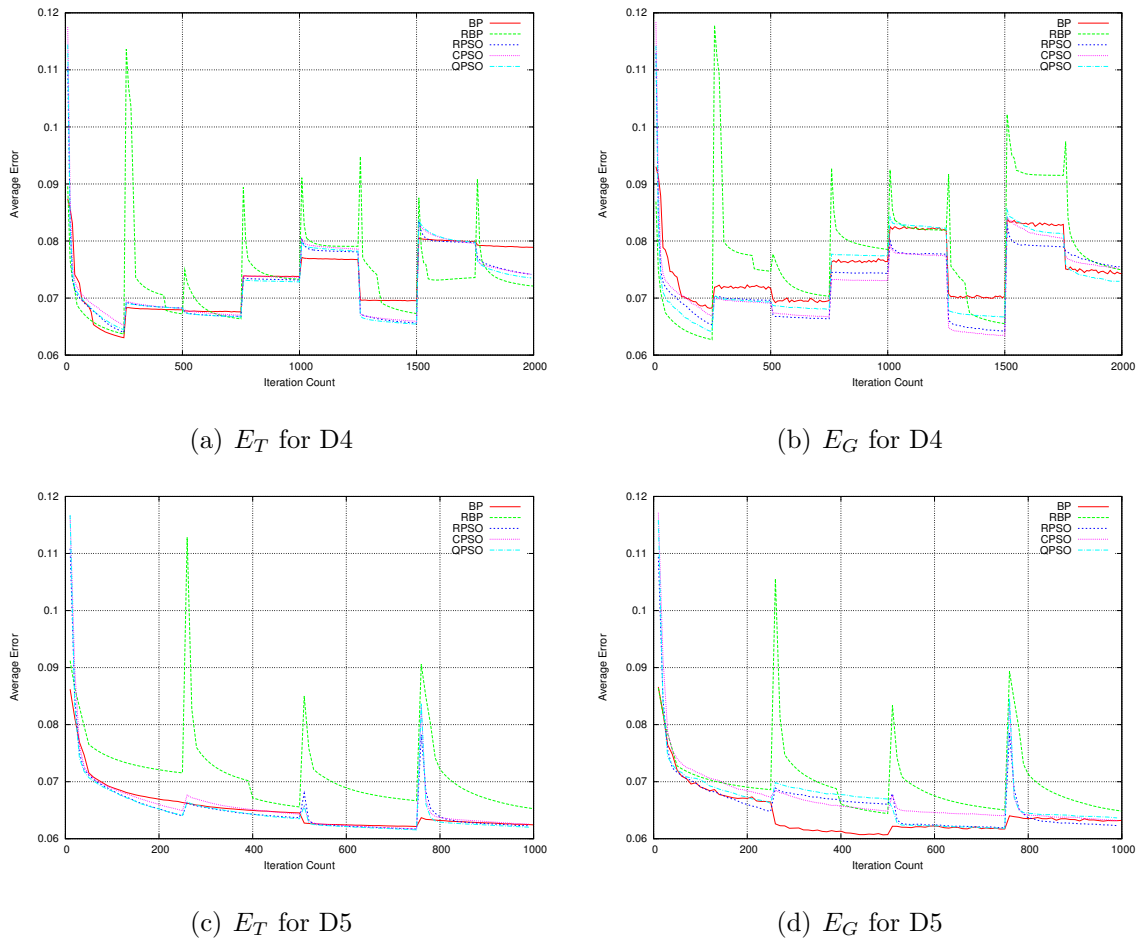 0.12
0.11
0.1
0.09
0.08
0.07
0.06
0
500
1000
1500
2000
Average Error
Iteration Count
BP
RBP
RPSO
CPSO
QPSO
(a) E_T for D4
0.12
0.11
0.1
0.09
0.08
0.07
0.06
0
500
1000
1500
2000
Average Error
Iteration Count
BP
RBP
RPSO
CPSO
QPSO
(b) E_G for D4
0.12
0.11
0.1
0.09
0.08
0.07
0.06
0
200
400
600
800
1000
Average Error
Iteration Count
BP
RBP
RPSO
CPSO
QPSO
(c) E_T for D5
0.12
0.11
0.1
0.09
0.08
0.07
0.06
0
200
400
600
800
1000
Average Error
Iteration Count
BP
RBP
RPSO
CPSO
QPSO
(d) E_G for D5